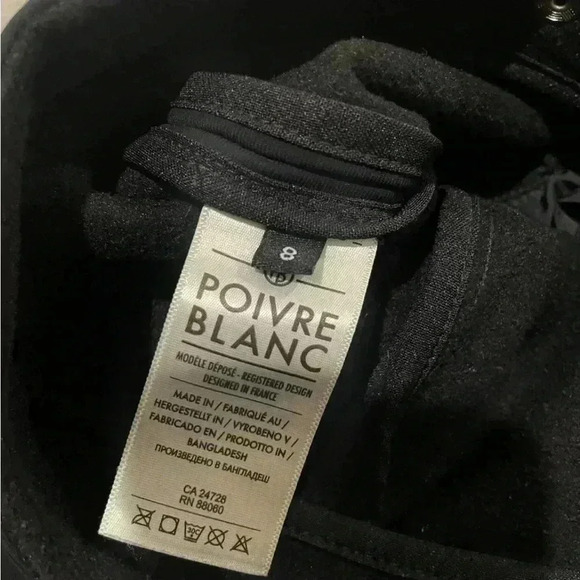 8
POIVRE
BLANC
MODÈLE DÉPOSÉ - REGISTERED DESIGN
DESIGNED IN FRANCE
MADE IN / FABRIQUÉ AU /
HERGESTELLT IN / VYROBENO V /
FABRICADO EN / PRODOTTO IN /
BANGLADESH
ПРОИЗВЕДЕНО В БАНГЛАДЕШ
CA 24728
RN 88060